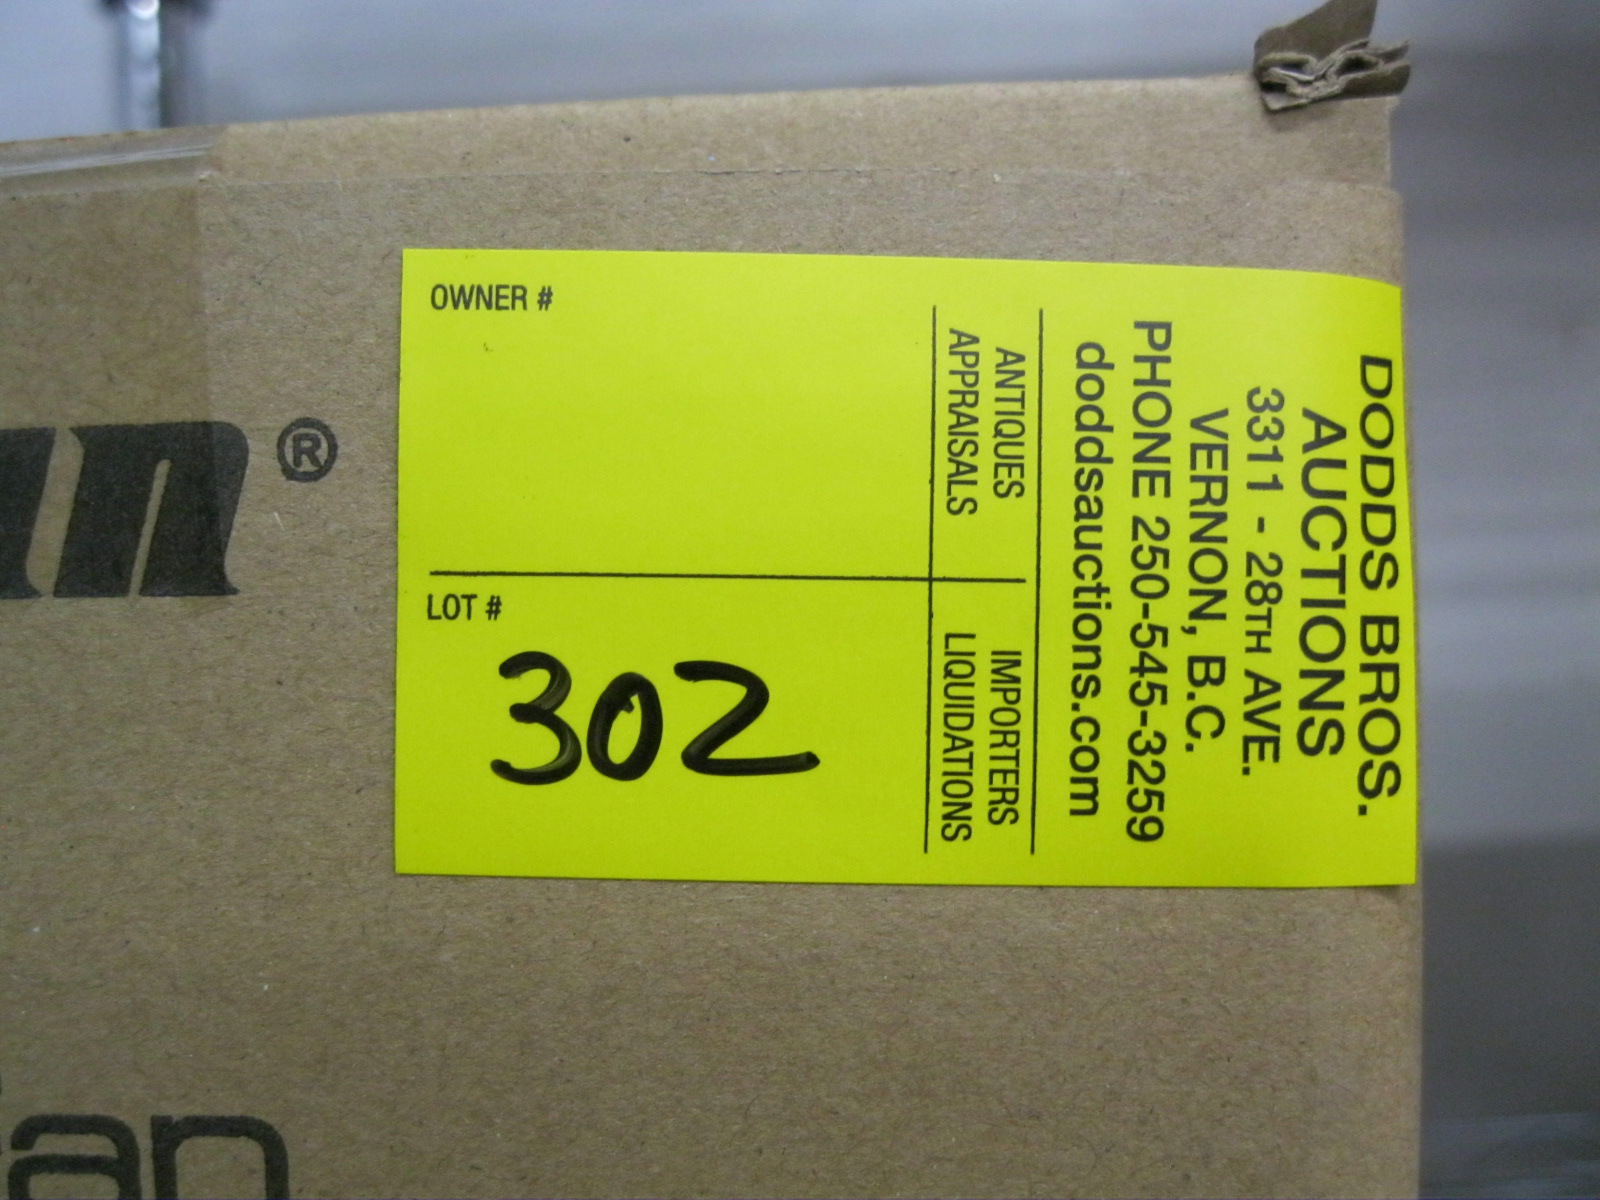 OWNER #
LOT #
302
DODDS BROS.
AUCTIONS
3311 - 28TH AVE.
VERNON, B.C.
PHONE 250-545-3259
doddsauctions.com
ANTIQUES
APPRAISALS
IMPORTERS
LIQUIDATIONS
®